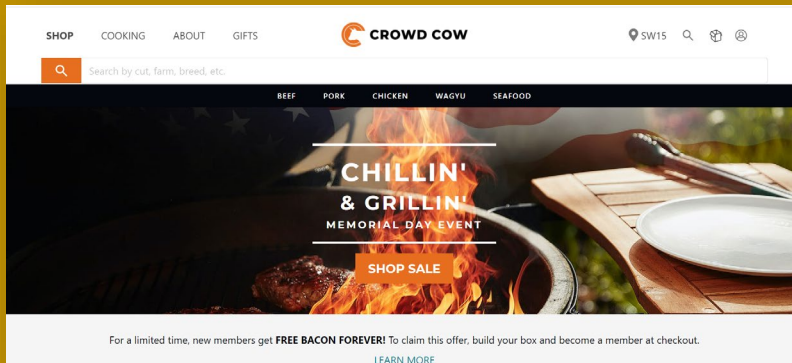 SHOP COOKING ABOUT GIFTS CROWD COW SW15
Search by cut, farm, breed, etc.
BEEF PORK CHICKEN WAGYU SEAFOOD
CHILLIN'
& GRILLIN'
MEMORIAL DAY EVENT
SHOP SALE
For a limited time, new members get FREE BACON FOREVER! To claim this offer, build your box and become a member at checkout.
LEARN MORE